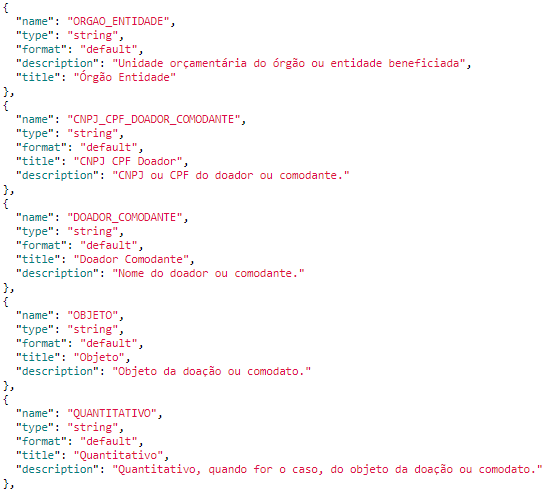 {
"name": "ORGAO_ENTIDADE",
"type": "string",
"format": "default",
"description": "Unidade orçamentária do órgão ou entidade beneficiada",
"title": "Órgão Entidade"
},
{
"name": "CNPJ_CPF_DOADOR_COMODANTE",
"type": "string",
"format": "default",
"title": "CNPJ CPF Doador",
"description": "CNPJ ou CPF do doador ou comodante."
},
{
"name": "DOADOR_COMODANTE",
"type": "string",
"format": "default",
"title": "Doador Comodante",
"description": "Nome do doador ou comodante."
},
{
"name": "OBJETO",
"type": "string",
"format": "default",
"title": "Objeto",
"description": "Objeto da doação ou comodato."
},
{
"name": "QUANTITATIVO",
"type": "string",
"format": "default",
"title": "Quantitativo",
"description": "Quantitativo, quando for o caso, do objeto da doação ou comodato."
},